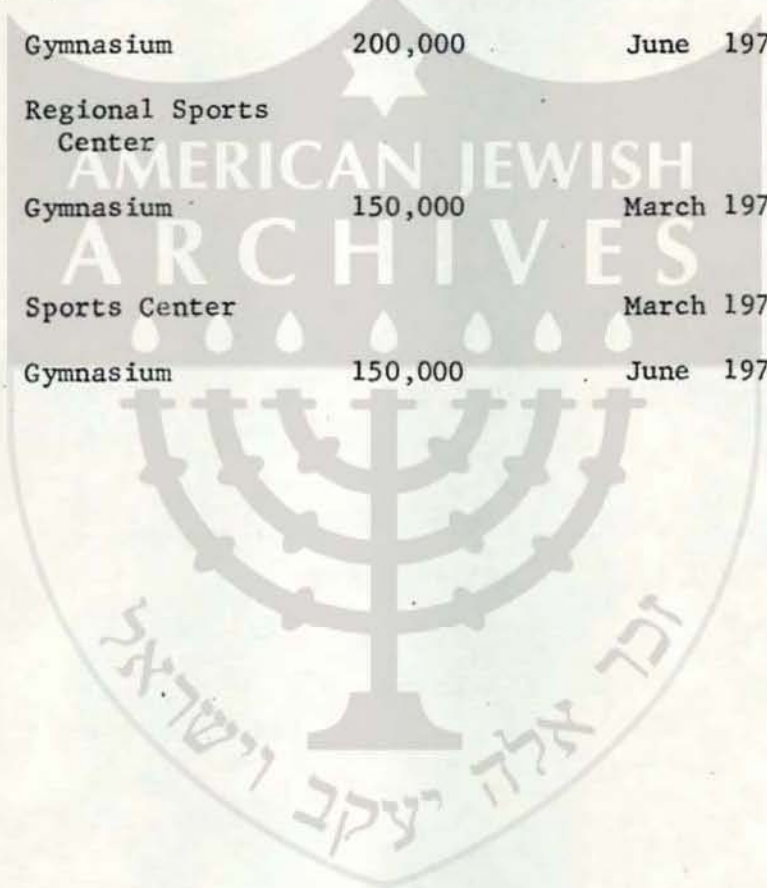 Gymnasium 200,000 June 197
Regional Sports
Center
AMERICAN JEWISH
Gymnasium 150,000 March 197
ARCHIVES
Sports Center March 197
Gymnasium 150,000 June 197
זכר אלה יעקב וישראל